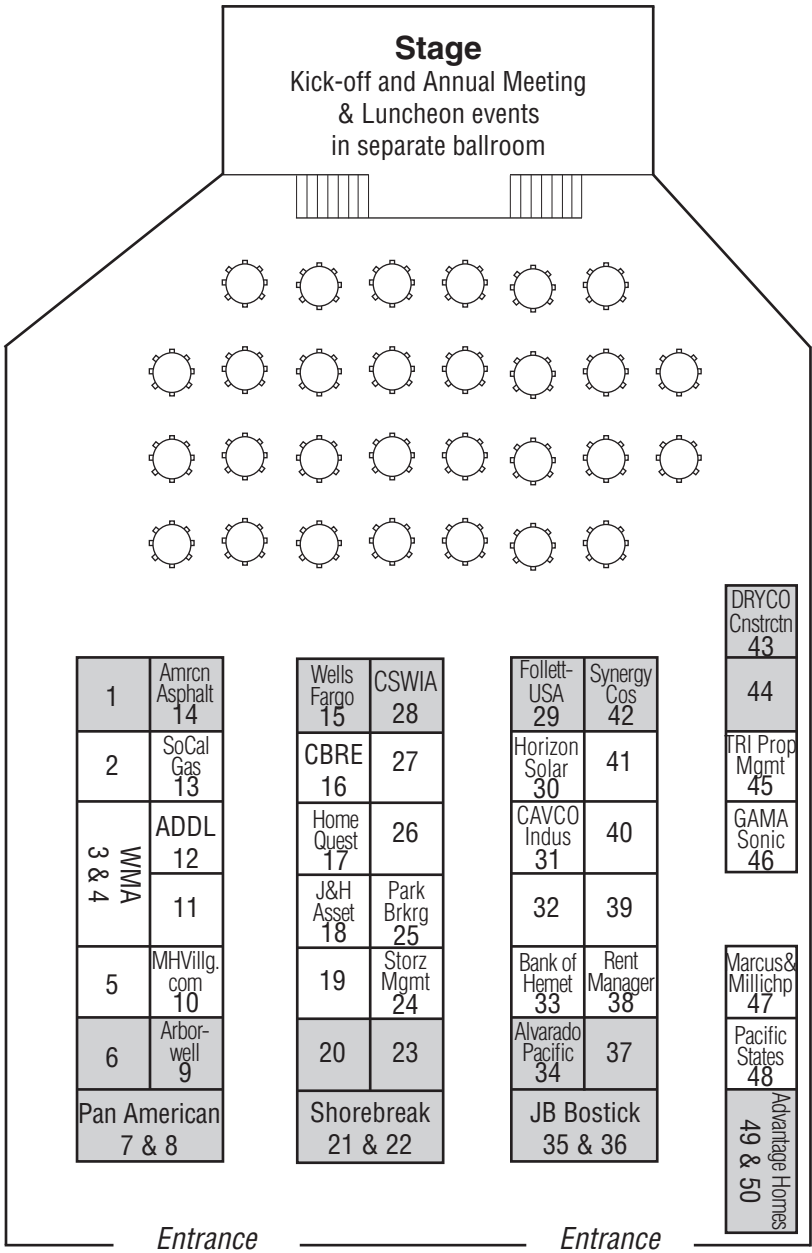 Stage
Kick-off and Annual Meeting
& Luncheon events
in separate ballroom
DRYCO
Cnstrctn
43
44
TRI Prop
Mgmt
45
GAMA
Sonic
46
Marcus&
Millichp
47
Pacific
States
48
Advantage Homes
49 & 50
1
Amrcn
Asphalt
14
2
SoCal
Gas
13
WMA
3 & 4
ADDL
12
11
5
MHVillg.
com
10
6
Arbor-
well
9
Pan American
7 & 8
Wells
Fargo
15
CSWIA
28
CBRE
16
27
Home
Quest
17
26
J&H
Asset
18
Park
Brkrg
25
19
Storz
Mgmt
24
20
23
Shorebreak
21 & 22
Follett-
USA
29
Synergy
Cos
42
Horizon
Solar
30
41
CAVCO
Indus
31
40
32
39
Bank of
Hemet
33
Rent
Manager
38
Alvarado
Pacific
34
37
JB Bostick
35 & 36
Entrance
Entrance